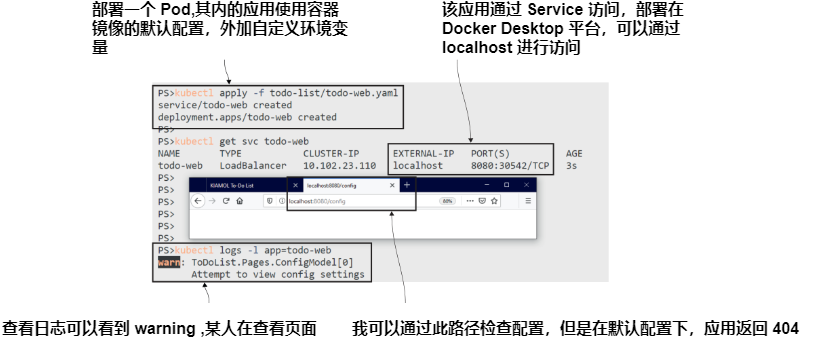 部署一个 Pod,其内的应用使用容器
镜像的默认配置，外加自定义环境变
量
该应用通过 Service 访问，部署在
Docker Desktop 平台，可以通过
localhost 进行访问
PS>kubectl apply -f todo-list/todo-web.yaml
service/todo-web created
deployment.apps/todo-web created
PS>
PS>kubectl get svc todo-web
NAME TYPE CLUSTER-IP EXTERNAL-IP PORT(S) AGE
todo-web LoadBalancer 10.102.23.110 localhost 8080:30542/TCP 3s
PS>
PS>
PS>
PS>
PS>
PS>
KIAMOL To-Do List
localhost:8080/config
localhost:8080/config
80%
PS>kubectl logs -l app=todo-web
warn: ToDoList.Pages.ConfigModel[0]
Attempt to view config settings
查看日志可以看到 warning ,某人在查看页面
我可以通过此路径检查配置，但是在默认配置下，应用返回 404